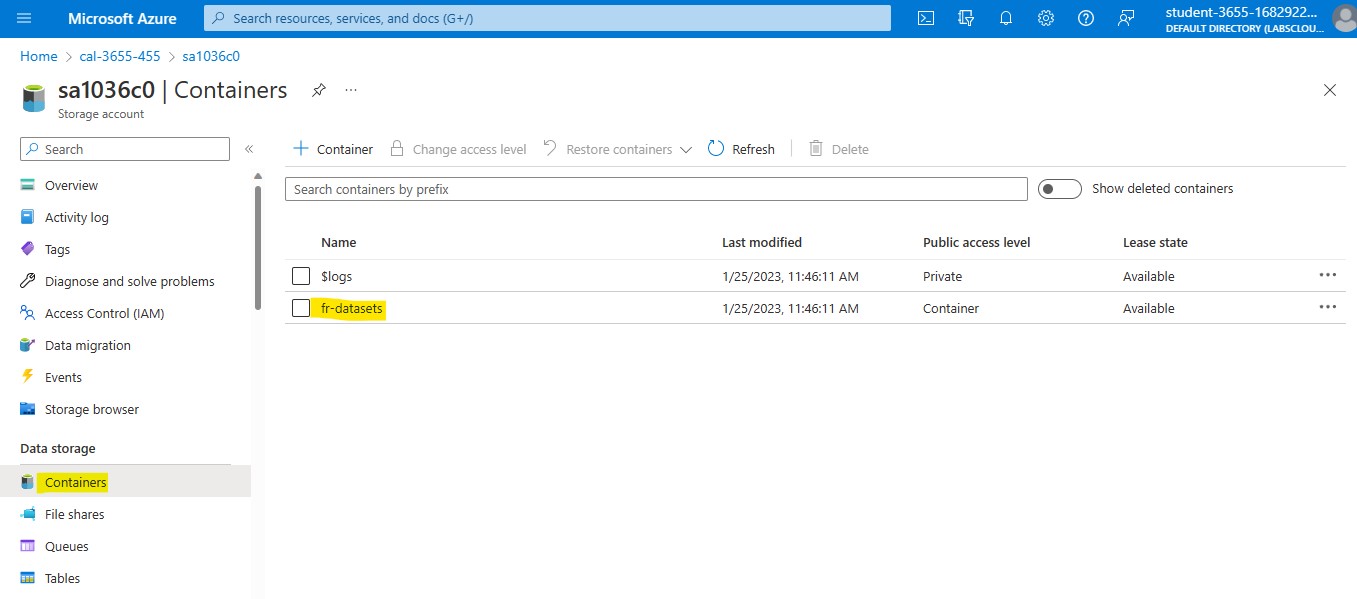 Microsoft Azure
Search resources, services, and docs (G+/)
student-3655-1682922...
DEFAULT DIRECTORY (LABSCLOU...
Home > cal-3655-455 > sa1036c0
sa1036c0 | Containers
Storage account
Search
Container Change access level Restore containers Refresh Delete
Search containers by prefix
Show deleted containers
Overview
Activity log
Tags
Diagnose and solve problems
Access Control (IAM)
Data migration
Events
Storage browser
Data storage
Containers
File shares
Queues
Tables
Name Last modified Public access level Lease state
$logs 1/25/2023, 11:46:11 AM Private Available
fr-datasets 1/25/2023, 11:46:11 AM Container Available